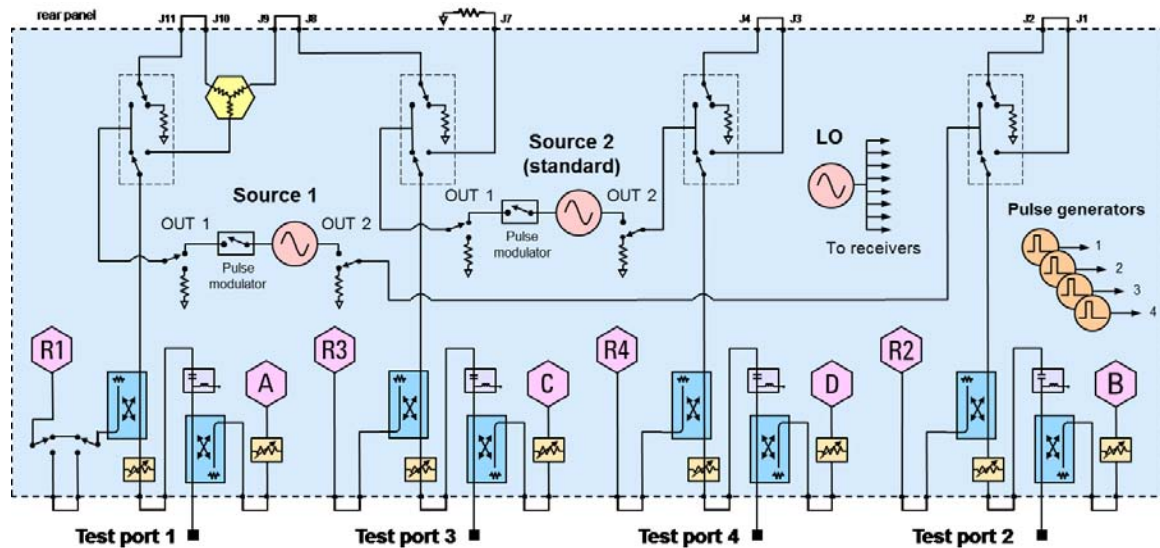 rear panel
J11 J10 J9 J8 J7 J4 J3 J2 J1
Source 1
OUT 1
OUT 2
Pulse
modulator
Source 2
(standard)
OUT 1
OUT 2
Pulse
modulator
LO
To receivers
Pulse generators
1
2
3
4
R1
A
R3
C
R4
D
R2
B
Test port 1
Test port 3
Test port 4
Test port 2